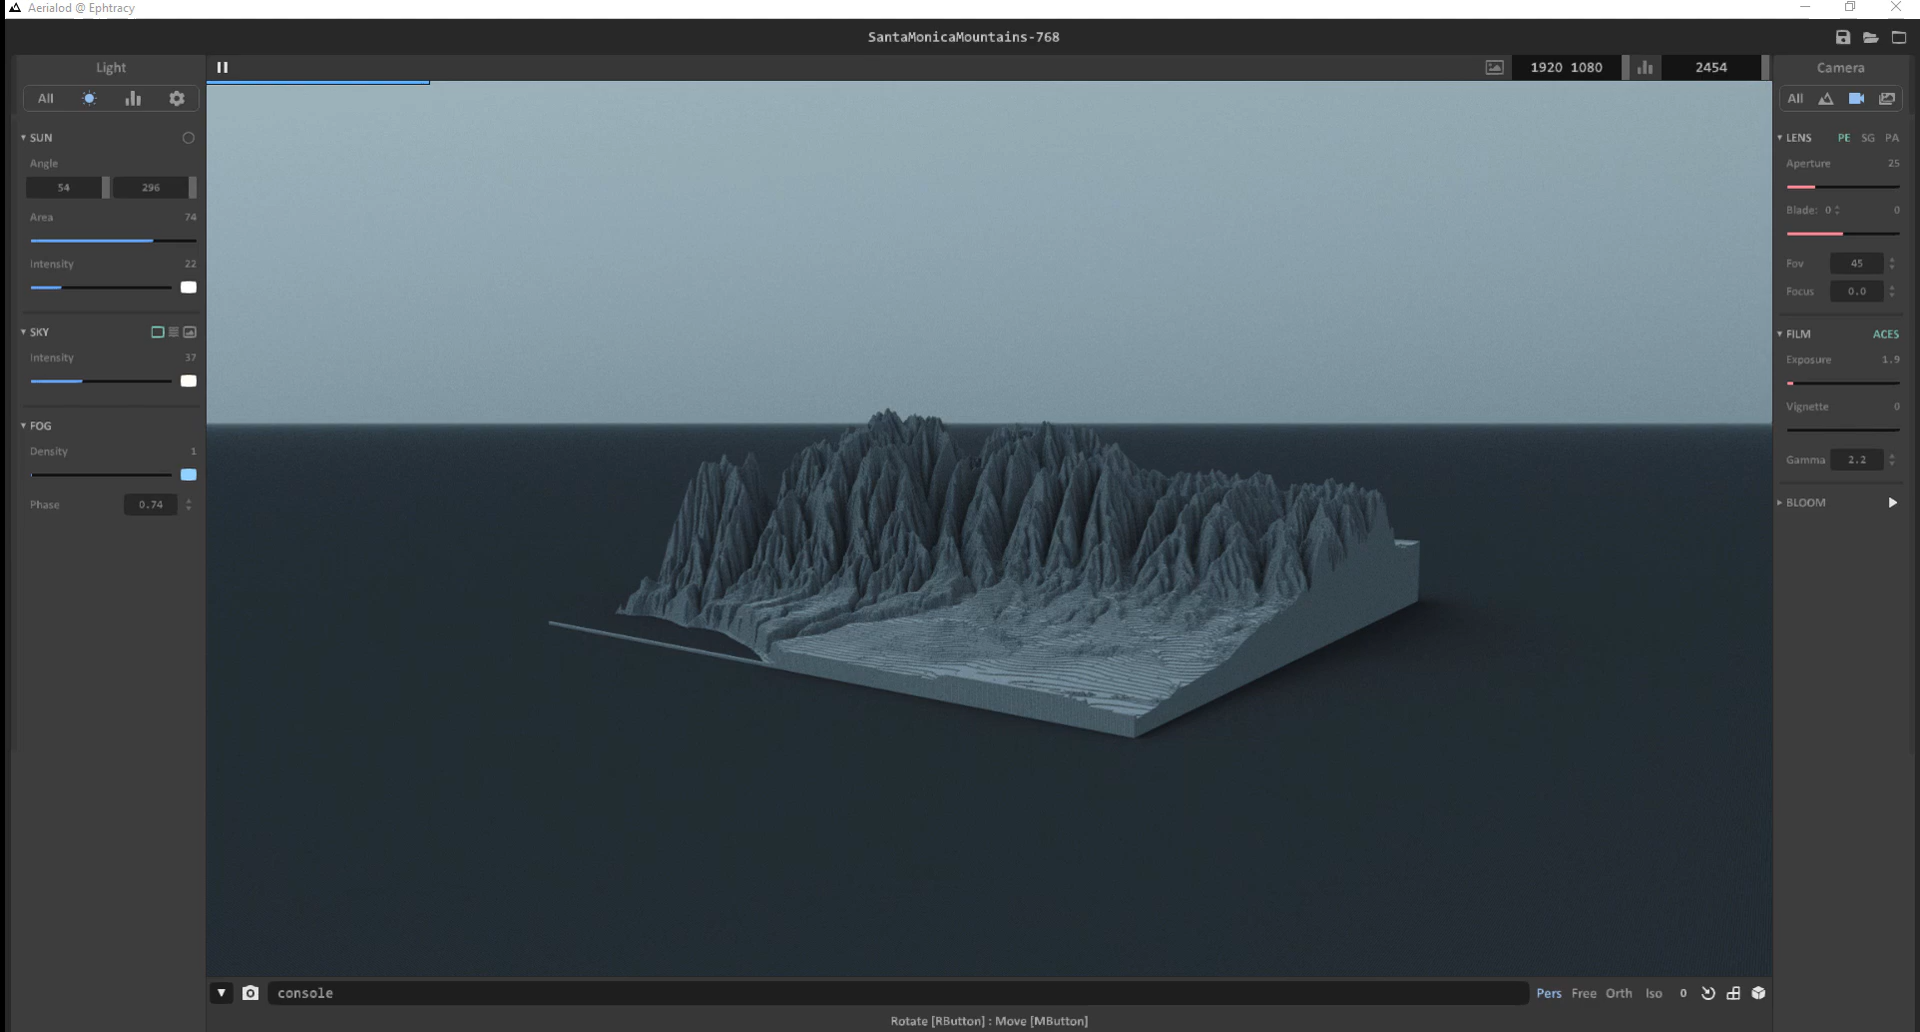 Aerialod @ Ephtracy
SantaMonicaMountains-768
Light
1920 1080
2454
Camera
All
All
SUN
Angle
54 296
Area 74
Intensity 22
SKY
Intensity 37
FOG
Density 1
Phase 0.74
LENS PE SG PA
Aperture 25
Blade: 0 0
Fov 45
Focus 0.0
FILM ACES
Exposure 1.9
Vignette 0
Gamma 2.2
BLOOM
console
Pers Free Orth Iso 0
Rotate [RButton] : Move [MButton]